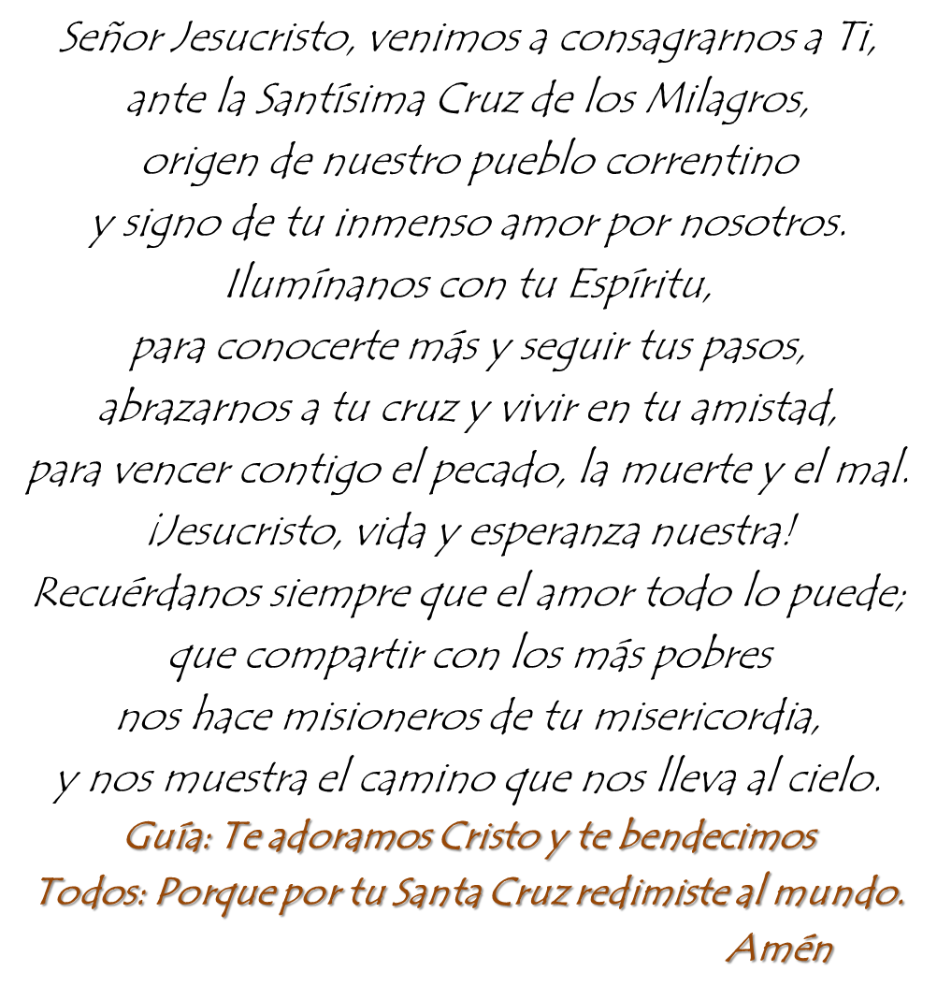 Señor Jesucristo, venimos a consagrarnos a Ti,
ante la Santísima Cruz de los Milagros,
origen de nuestro pueblo correntino
y signo de tu inmenso amor por nosotros.
Ilumínanos con tu Espíritu,
para conocerte más y seguir tus pasos,
abrazarnos a tu cruz y vivir en tu amistad,
para vencer contigo el pecado, la muerte y el mal.
¡Jesucristo, vida y esperanza nuestra!
Recuérdanos siempre que el amor todo lo puede;
que compartir con los más pobres
nos hace misioneros de tu misericordia,
y nos muestra el camino que nos lleva al cielo.
Guía: Te adoramos Cristo y te bendecimos
Todos: Porque por tu Santa Cruz redimiste al mundo.
Amén